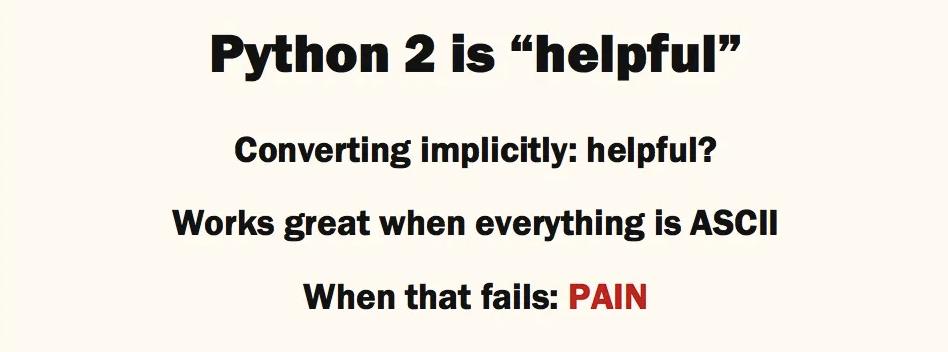 Python 2 is “helpful”
Converting implicitly: helpful?
Works great when everything is ASCII
When that fails: PAIN